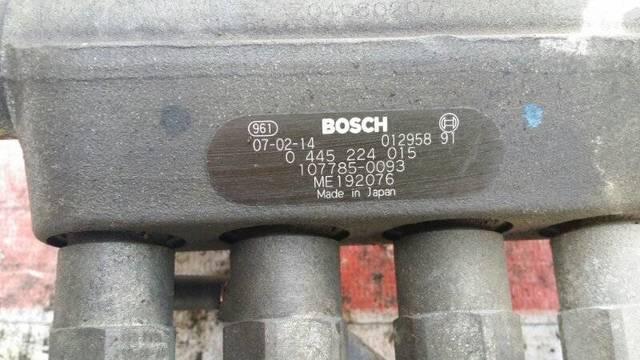 961 BOSCH
07-02-14 012958 91
0 445 224 015
107785-0093
ME192076
Made in Japan